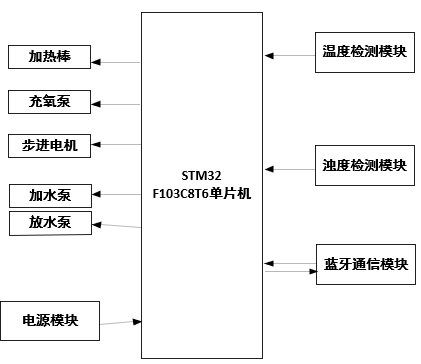 加热棒
充氧泵
步进电机
加水泵
放水泵
电源模块
STM32
F103C8T6单片机
温度检测模块
浊度检测模块
蓝牙通信模块